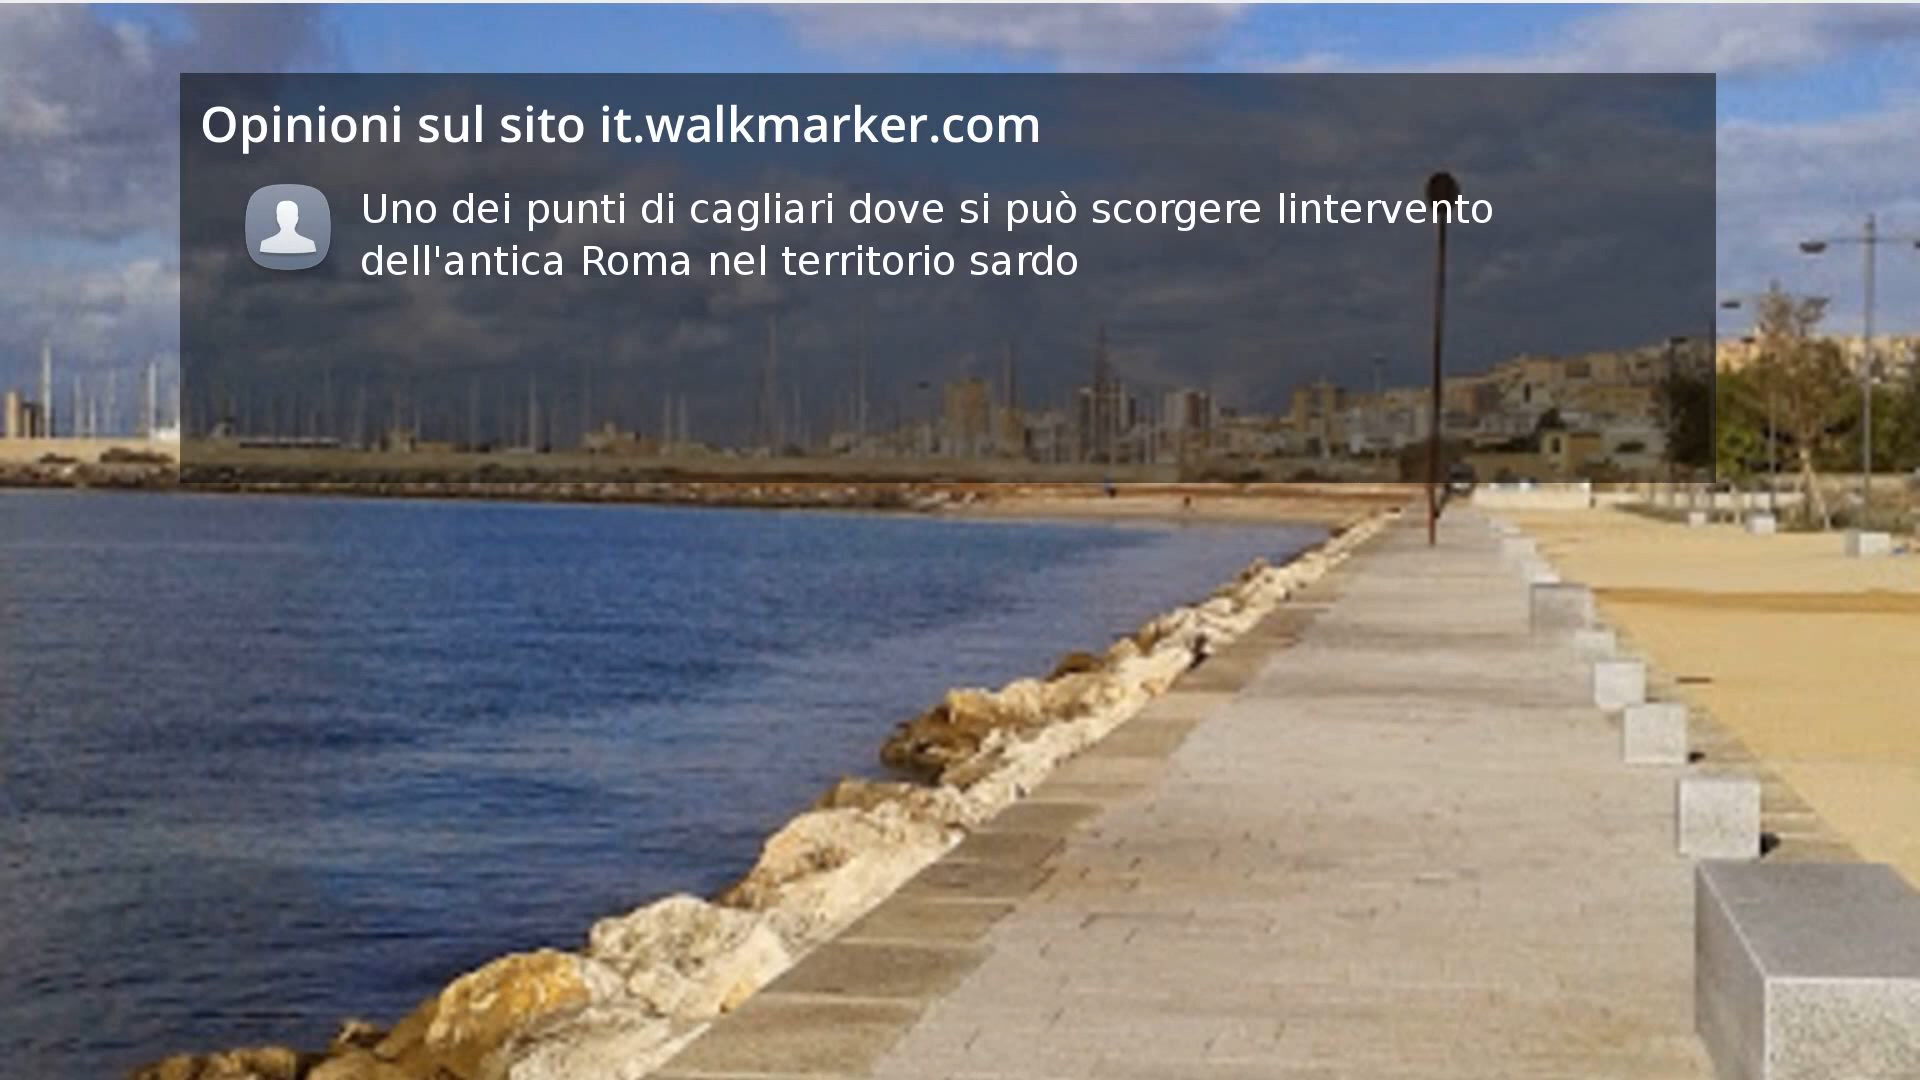 Opinioni sul sito it.walkmarker.com
Uno dei punti di cagliari dove si può scorgere lintervento
dell'antica Roma nel territorio sardo